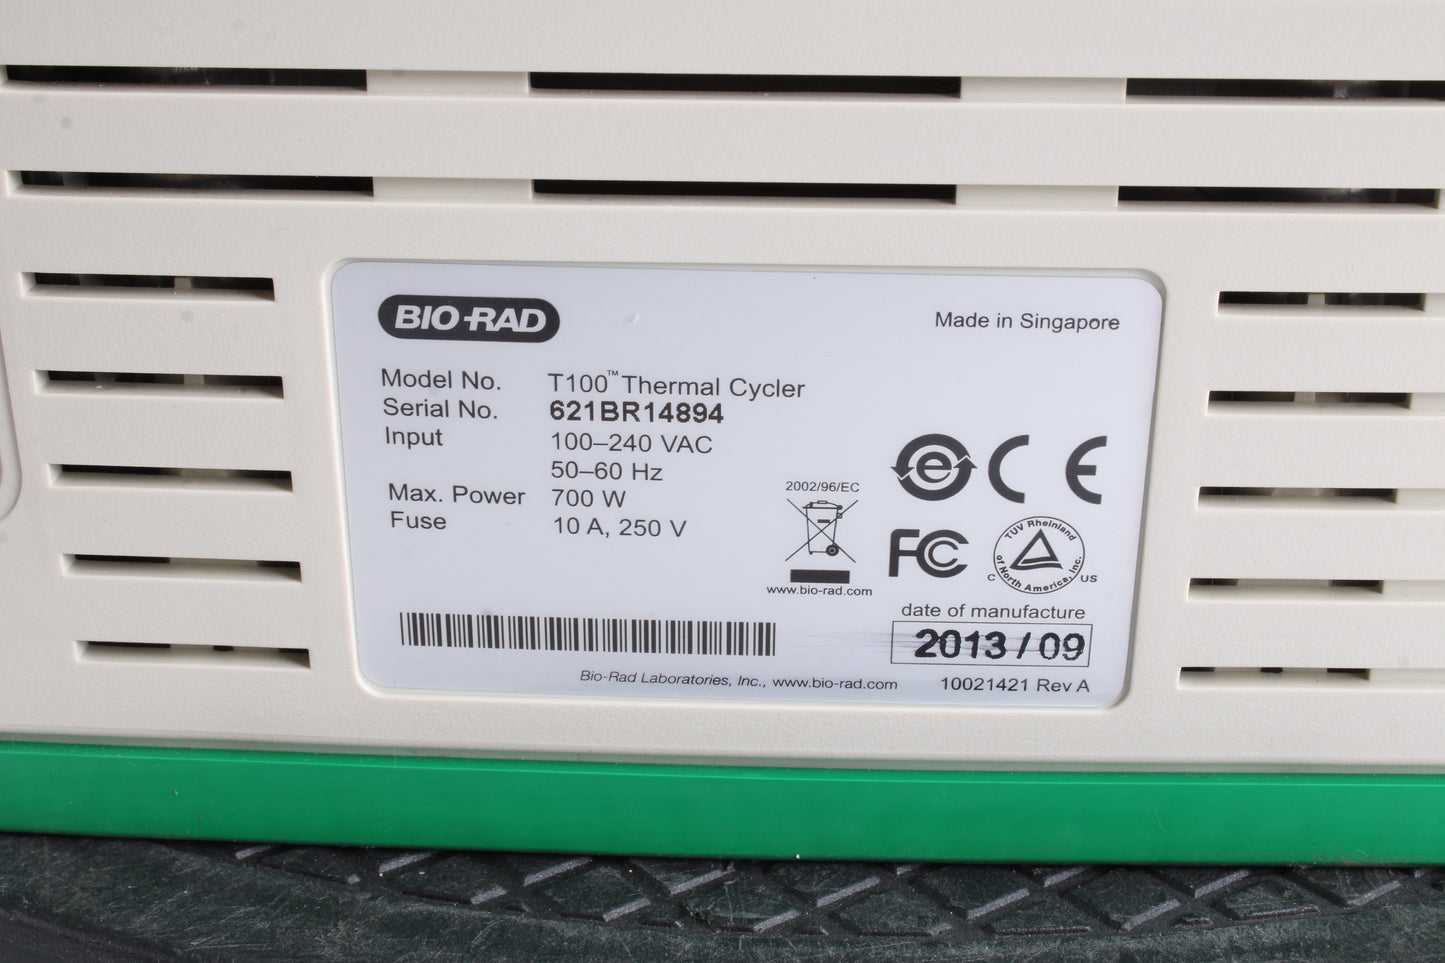 BIO-RAD
Made in Singapore
Model No. T100™ Thermal Cycler
Serial No. 621BR14894
Input 100–240 VAC
50–60 Hz
Max. Power 700 W
Fuse 10 A, 250 V
2002/96/EC
www.bio-rad.com
e
CE
FC
TUV Rheinland
of North America, Inc.
C US
date of manufacture
2013/09
Bio-Rad Laboratories, Inc., www.bio-rad.com
10021421 Rev A